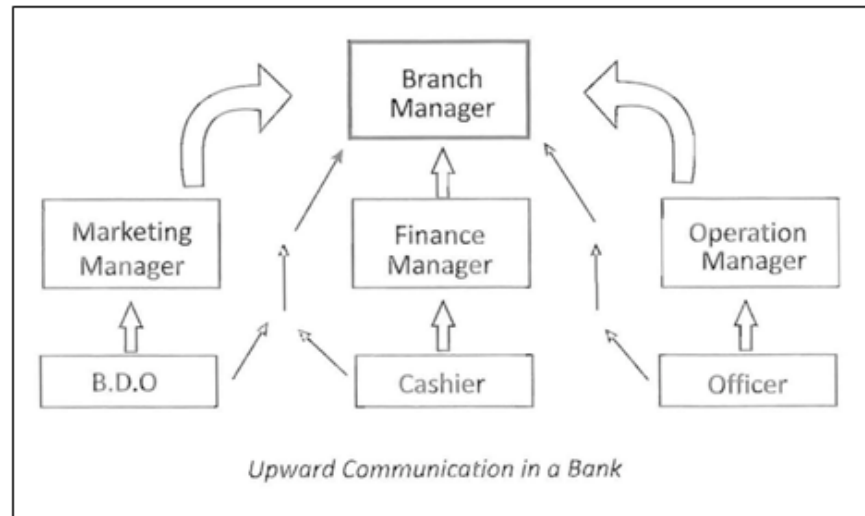 Branch
Manager
Marketing
Manager
Finance
Manager
Operation
Manager
B.D.O
Cashier
Officer
Upward Communication in a Bank